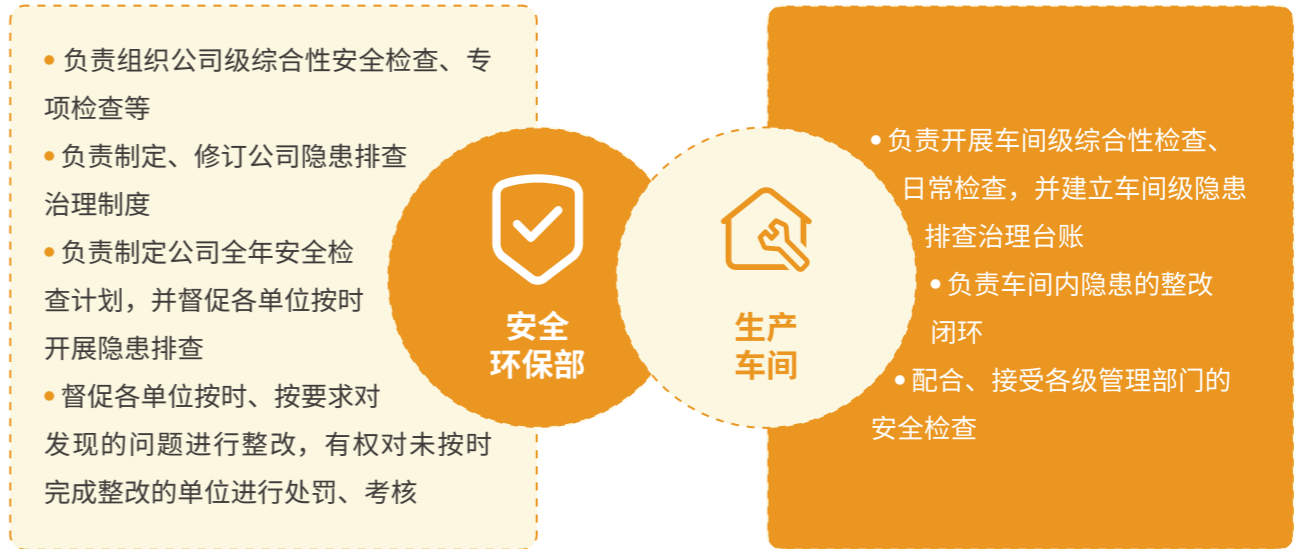 • 负责组织公司级综合性安全检查、专
项检查等
• 负责制定、修订公司隐患排查
治理制度
• 负责制定公司全年安全检
查计划，并督促各单位按时
开展隐患排查
• 督促各单位按时、按要求对
发现的问题进行整改，有权对未按时
完成整改的单位进行处罚、考核
安全
环保部
生产
车间
• 负责开展车间级综合性检查、
日常检查，并建立车间级隐患
排查治理台账
• 负责车间内隐患的整改
闭环
• 配合、接受各级管理部门的
安全检查